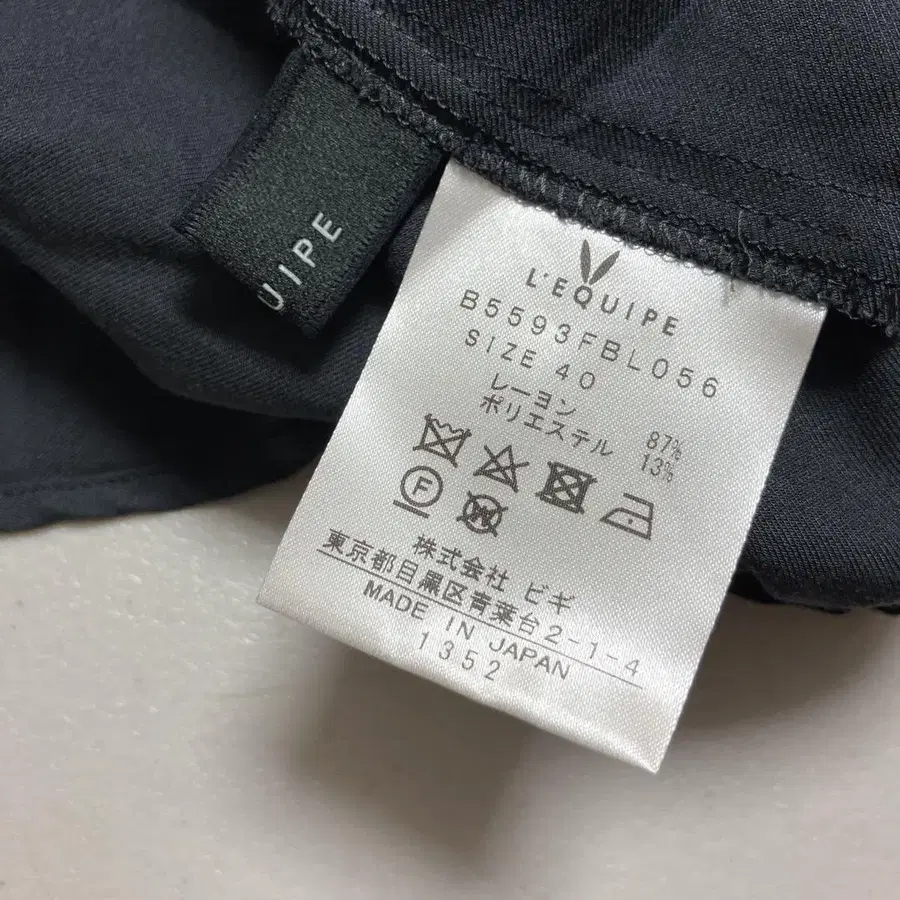 UIPE
L'EQUIPE
B5593FBL056
SIZE 40
レーヨン 87%
ポリエステル 13%
F
W
株式会社 ビギ
東京都目黒区青葉台2-1-4
MADE IN JAPAN
1352